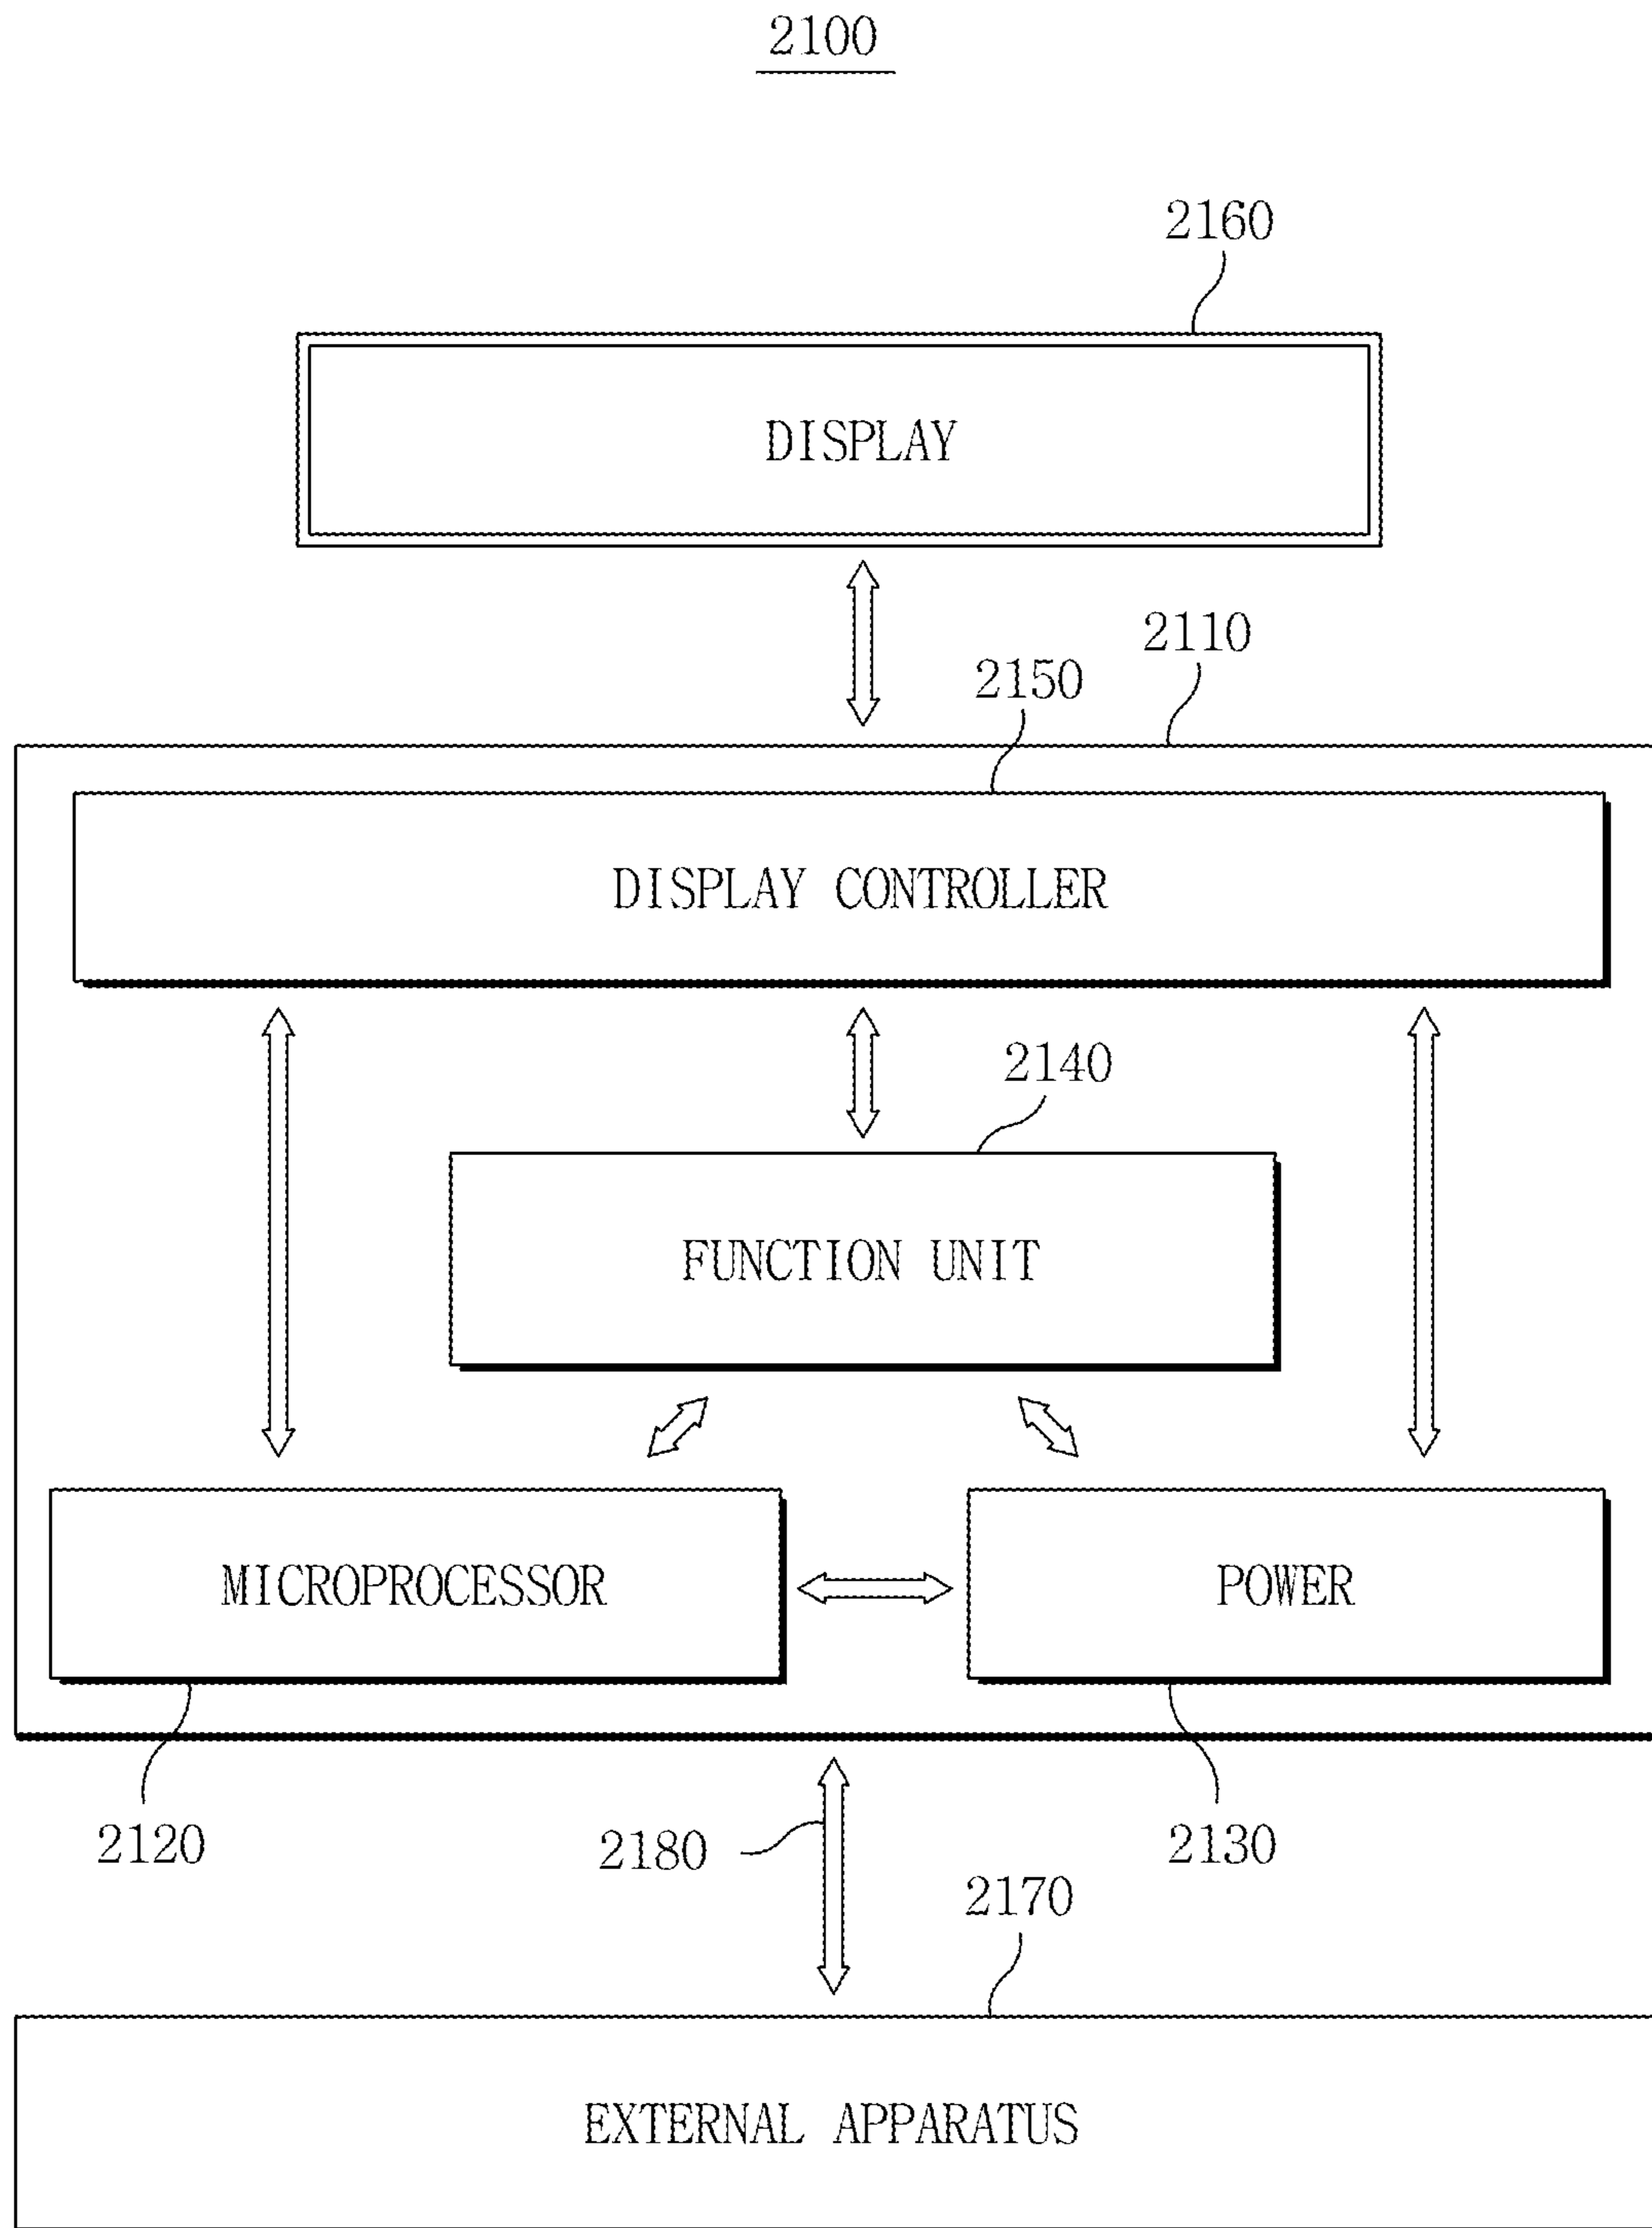 2100
2160
DISPLAY
2110
2150
DISPLAY CONTROLLER
2140
FUNCTION UNIT
MICROPROCESSOR
POWER
2120
2180
2130
2170
EXTERNAL APPARATUS